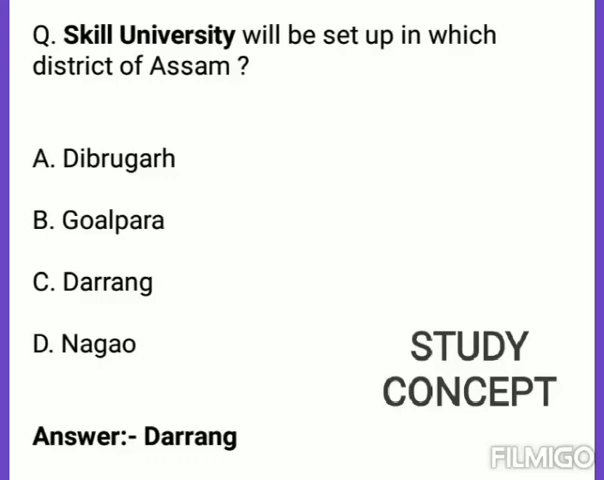 Q. Skill University will be set up in which
district of Assam ?
A. Dibrugarh
B. Goalpara
C. Darrang
D. Nagao
STUDY
CONCEPT
Answer:- Darrang
FILMIGO